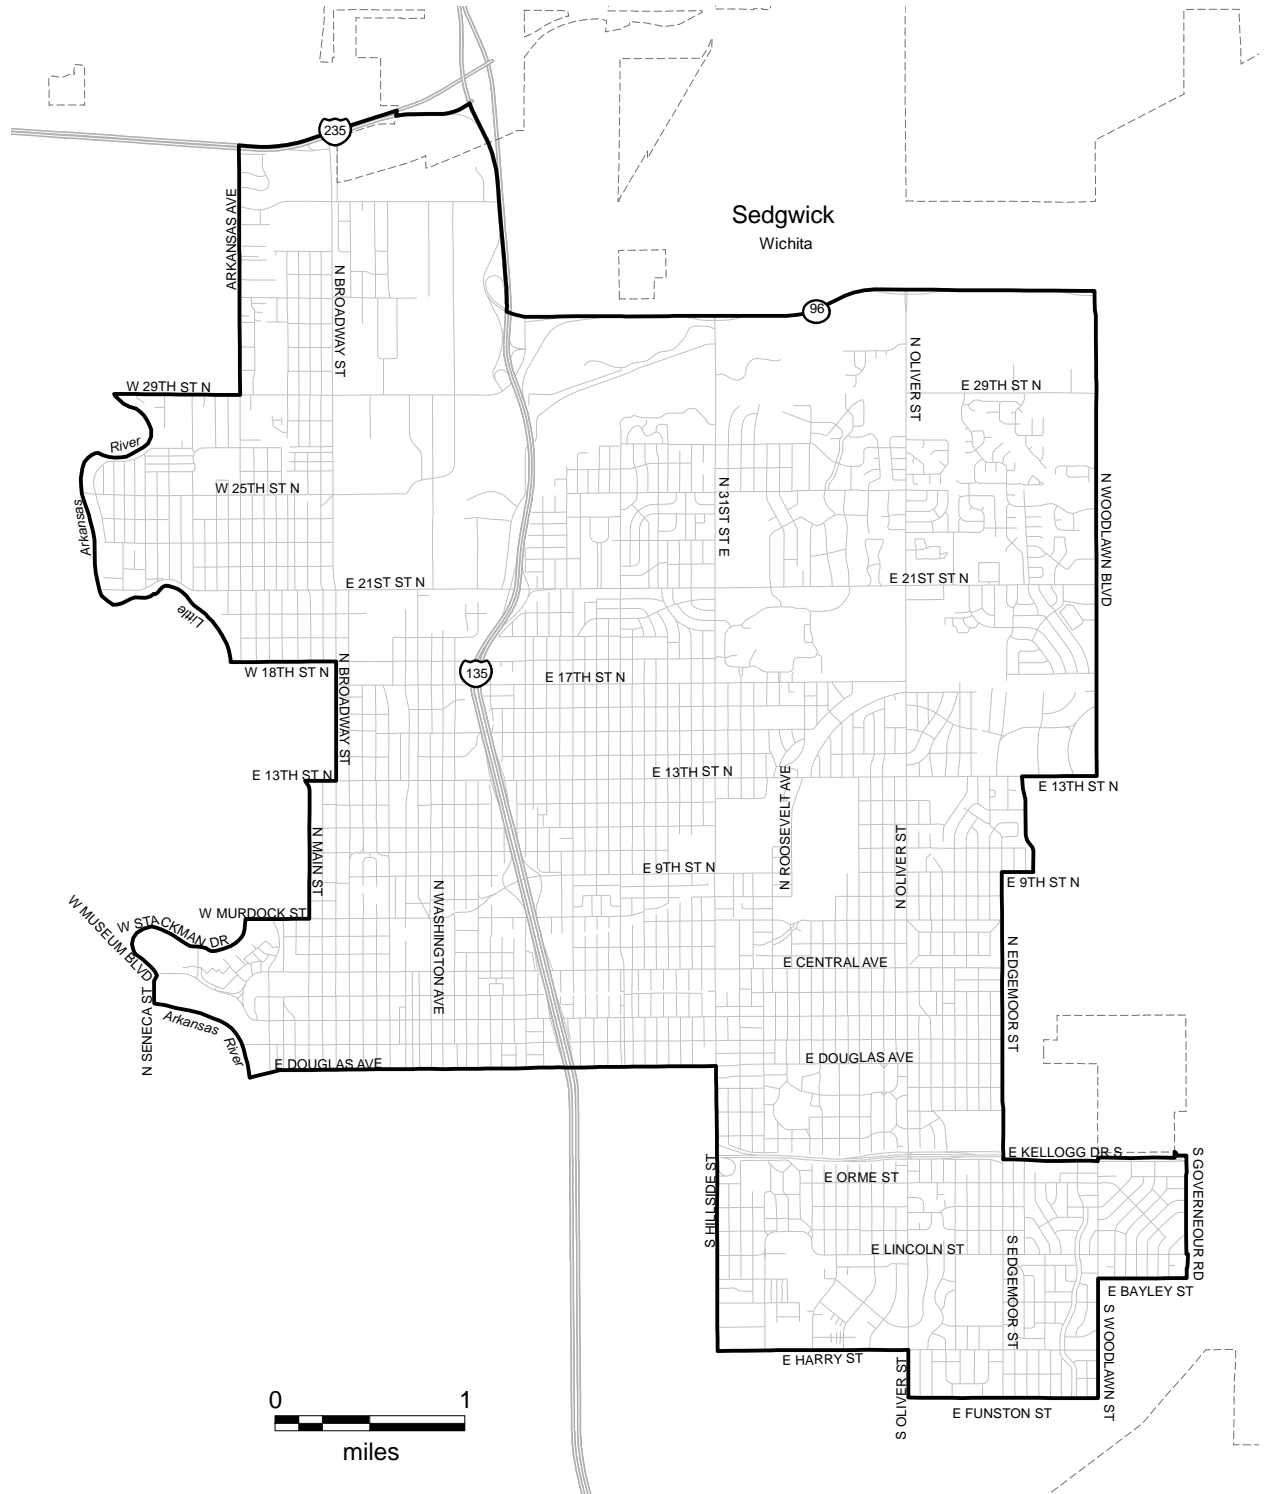 235
ARKANSAS AVE
Sedgwick
Wichita
N BROADWAY ST
96
N OLIVER ST
W 29TH ST N
E 29TH ST N
River
W 25TH ST N
N 31ST ST E
N WOODLAWN BLVD
Arkansas
E 21ST ST N
E 21ST ST N
Little
W 18TH ST N
N BROADWAY ST
135
E 17TH ST N
E 13TH ST N
E 13TH ST N
N ROOSEVELT AVE
E 13TH ST N
N MAIN ST
N OLIVER ST
E 9TH ST N
E 9TH ST N
N WASHINGTON AVE
W MURDOCK ST
W STACKMAN DR
W MUSEUM BLVD
N EDGEMOOR ST
E CENTRAL AVE
N SENECA ST
Arkansas
River
E DOUGLAS AVE
E DOUGLAS AVE
E KELLOGG DR S
S GOVERNEOUR RD
S HILLSIDE ST
E ORME ST
E LINCOLN ST
S EDGEMOOR ST
E BAYLEY ST
S WOODLAWN ST
E HARRY ST
S OLIVER ST
E FUNSTON ST
0 1
miles